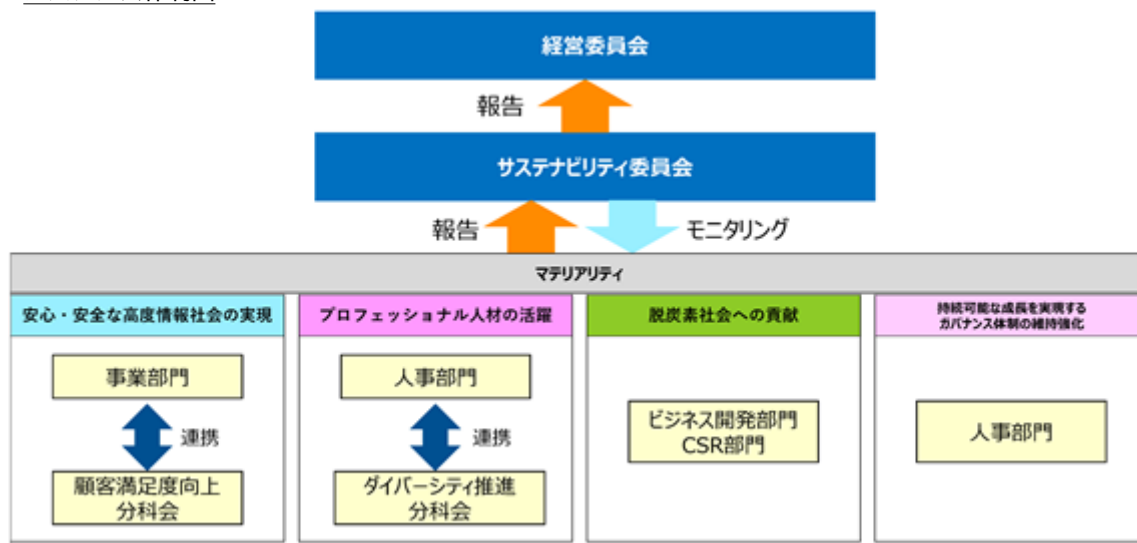 経営委員会
報告
サステナビリティ委員会
報告
モニタリング
マテリアリティ
安心・安全な高度情報社会の実現
プロフェッショナル人材の活躍
脱炭素社会への貢献
持続可能な成長を実現する
ガバナンス体制の維持強化
事業部門
連携
顧客満足度向上
分科会
人事部門
連携
ダイバーシティ推進
分科会
ビジネス開発部門
CSR部門
人事部門